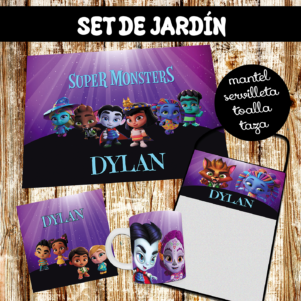 SET DE JARDÍN
SUPER MONSTERS
DYLAN
mantel
servilleta
toalla
taza
DYLAN
DYLAN